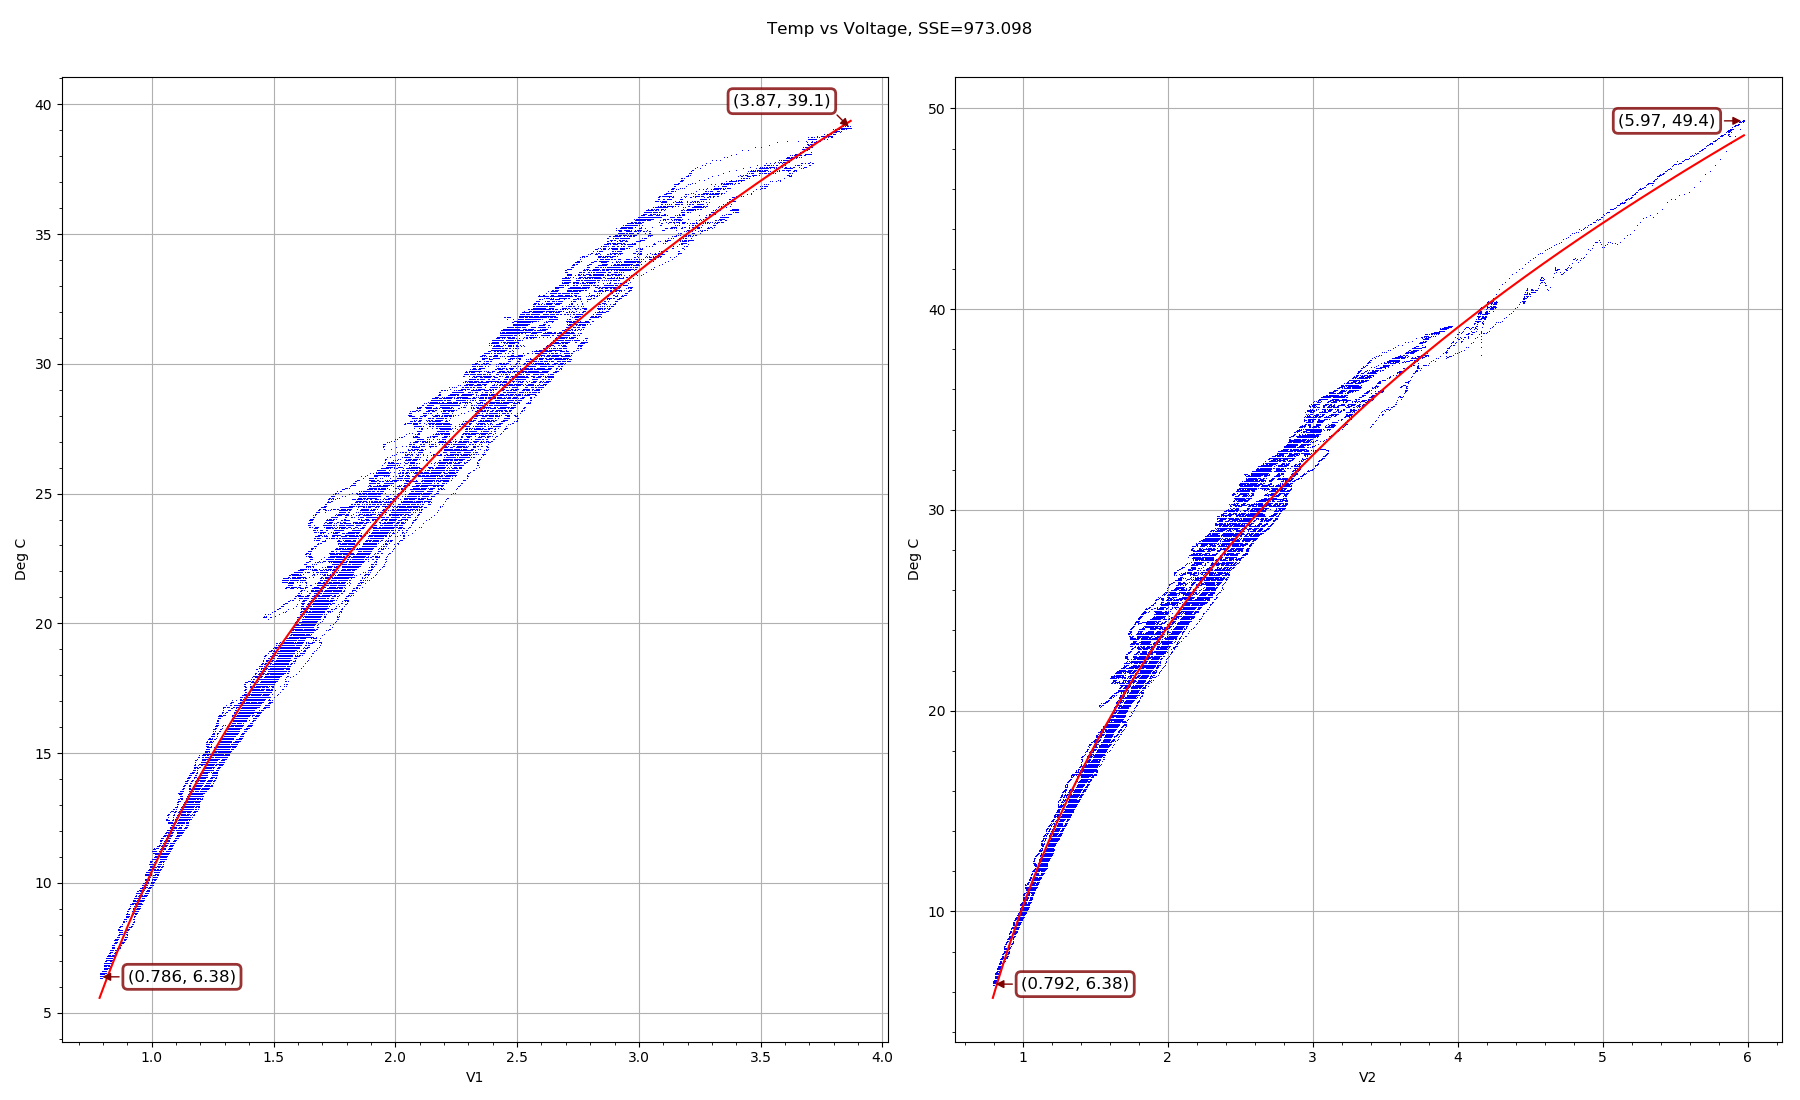 Temp vs Voltage, SSE=973.098
40
35
30
25
20
15
10
5
Deg C
(3.87, 39.1)
(0.786, 6.38)
1.0 1.5 2.0 2.5 3.0 3.5 4.0
V1
50
40
30
20
10
Deg C
(5.97, 49.4)
(0.792, 6.38)
1 2 3 4 5 6
V2